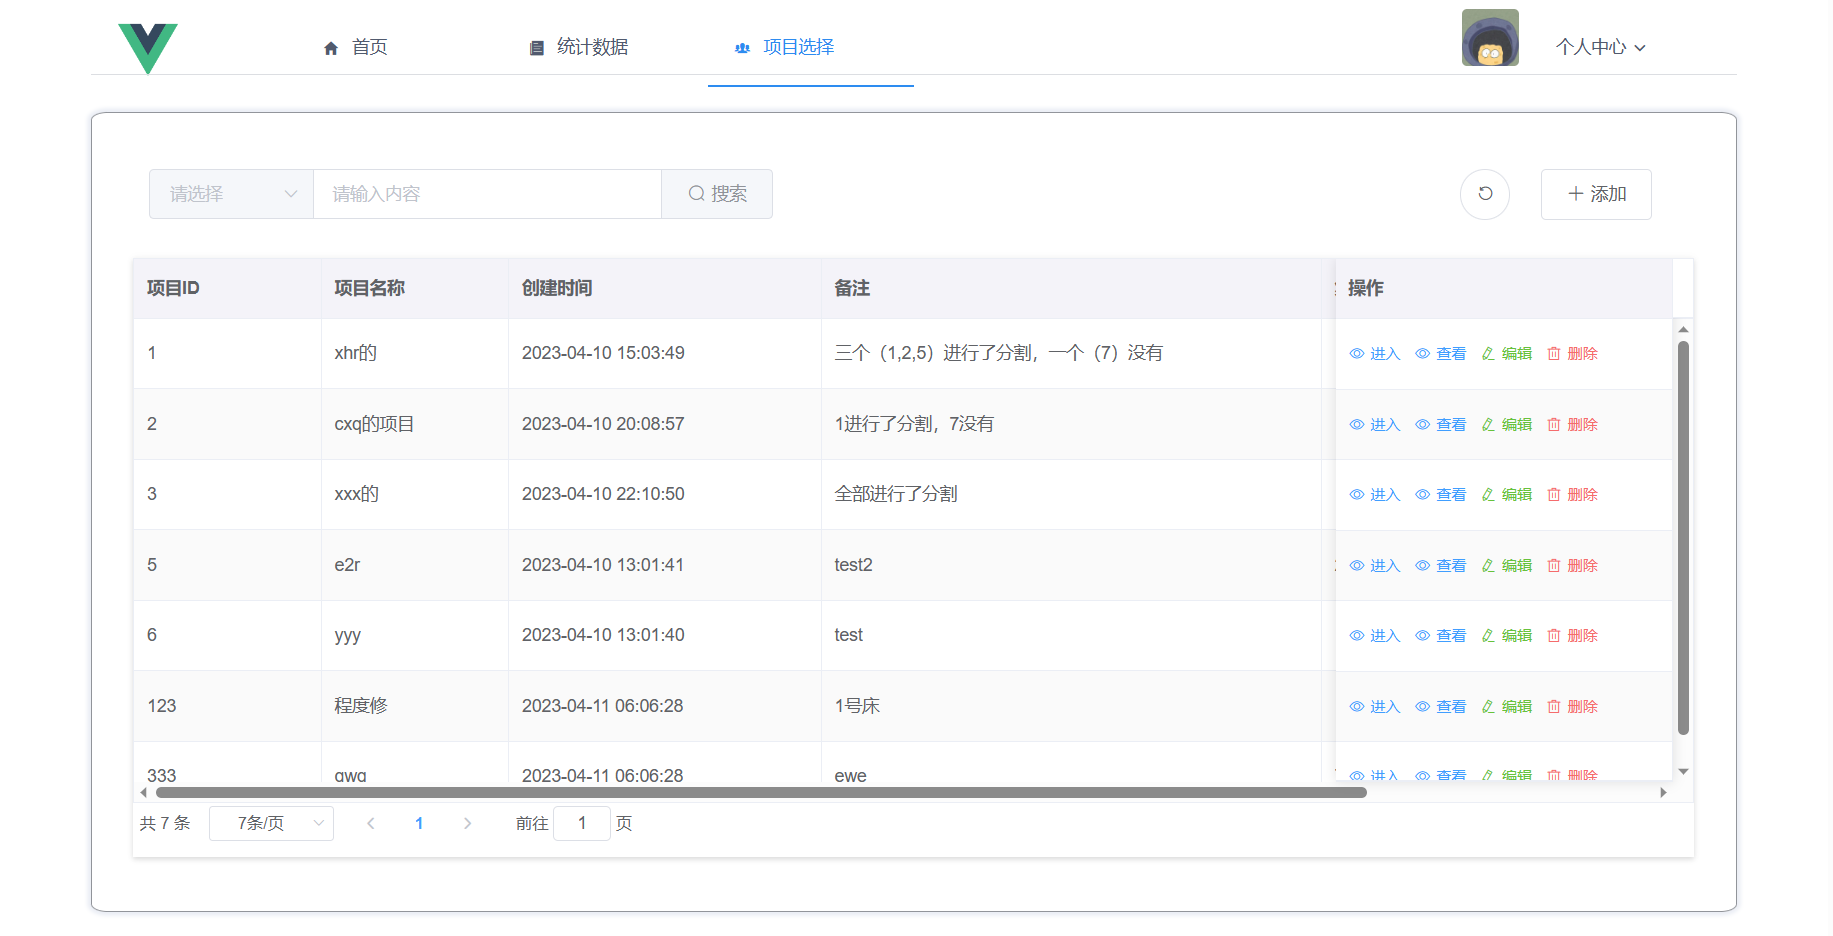 首页
统计数据
项目选择
个人中心
请选择
请输入内容
搜索
添加
项目ID 项目名称 创建时间 备注 操作
1 xhr的 2023-04-10 15:03:49 三个（1,2,5）进行了分割，一个（7）没有 进入 查看 编辑 删除
2 cxq的项目 2023-04-10 20:08:57 1进行了分割，7没有 进入 查看 编辑 删除
3 xxx的 2023-04-10 22:10:50 全部进行了分割 进入 查看 编辑 删除
5 e2r 2023-04-10 13:01:41 test2 进入 查看 编辑 删除
6 yyy 2023-04-10 13:01:40 test 进入 查看 编辑 删除
123 程度修 2023-04-11 06:06:28 1号床 进入 查看 编辑 删除
333 2023-04-11 06:06:28 ewe 进入 查看 编辑 删除
共 7 条 7条/页 1 前往 1 页